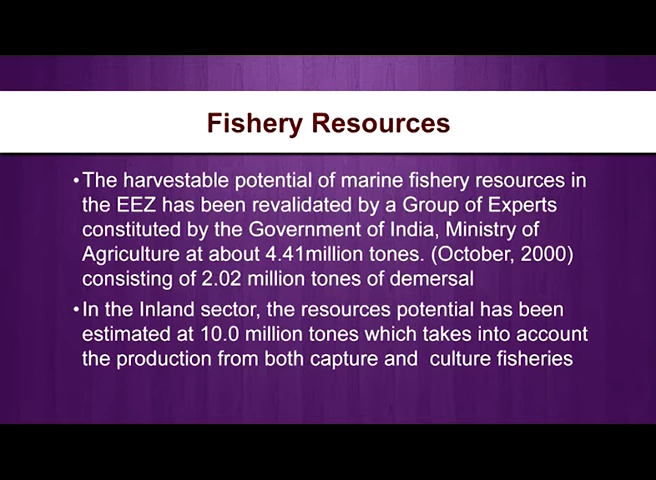 Fishery Resources
•The harvestable potential of marine fishery resources in
the EEZ has been revalidated by a Group of Experts
constituted by the Government of India, Ministry of
Agriculture at about 4.41million tones. (October, 2000)
consisting of 2.02 million tones of demersal
•In the Inland sector, the resources potential has been
estimated at 10.0 million tones which takes into account
the production from both capture and  culture fisheries